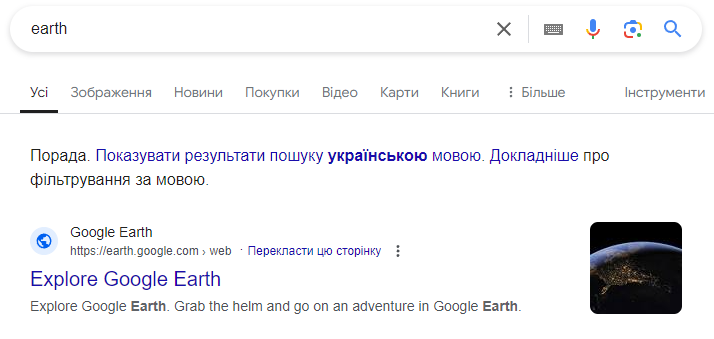 earth
Усі Зображення Новини Покупки Відео Карти Книги Більше Інструменти
Порада. Показувати результати пошуку українською мовою. Докладніше про
фільтрування за мовою.
Google Earth
https://earth.google.com › web · Перекласти цю сторінку
Explore Google Earth
Explore Google Earth. Grab the helm and go on an adventure in Google Earth.